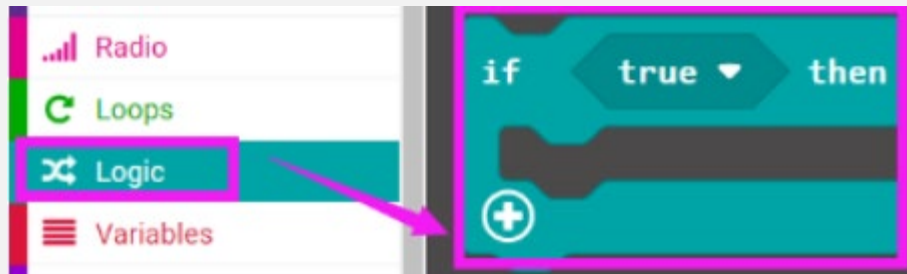 Radio
Loops
Logic
Variables
if true then